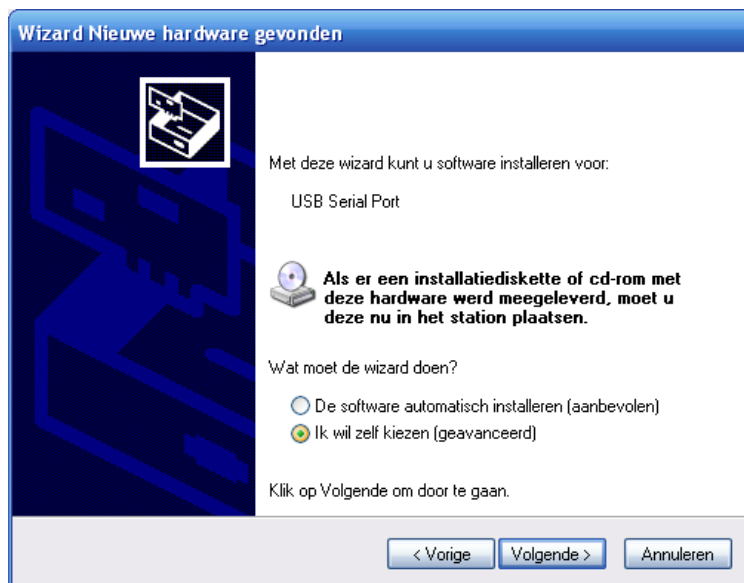 Wizard Nieuwe hardware gevonden
Met deze wizard kunt u software installeren voor:
USB Serial Port
Als er een installatiediskette of cd-rom met
deze hardware werd meegeleverd, moet u
deze nu in het station plaatsen.
Wat moet de wizard doen?
De software automatisch installeren (aanbevolen)
Ik wil zelf kiezen (geavanceerd)
Klik op Volgende om door te gaan.
< Vorige
Volgende >
Annuleren